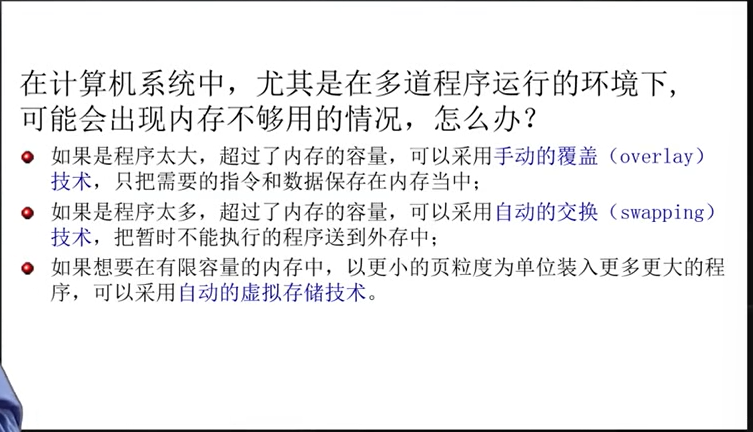 在计算机系统中，尤其是在多道程序运行的环境下,
可能会出现内存不够用的情况，怎么办？
如果是程序太大，超过了内存的容量，可以采用手动的覆盖（overlay）
技术，只把需要的指令和数据保存在内存当中；
如果是程序太多，超过了内存的容量，可以采用自动的交换（swapping）
技术，把暂时不能执行的程序送到外存中；
如果想要在有限容量的内存中，以更小的页粒度为单位装入更多更大的程
序，可以采用自动的虚拟存储技术。